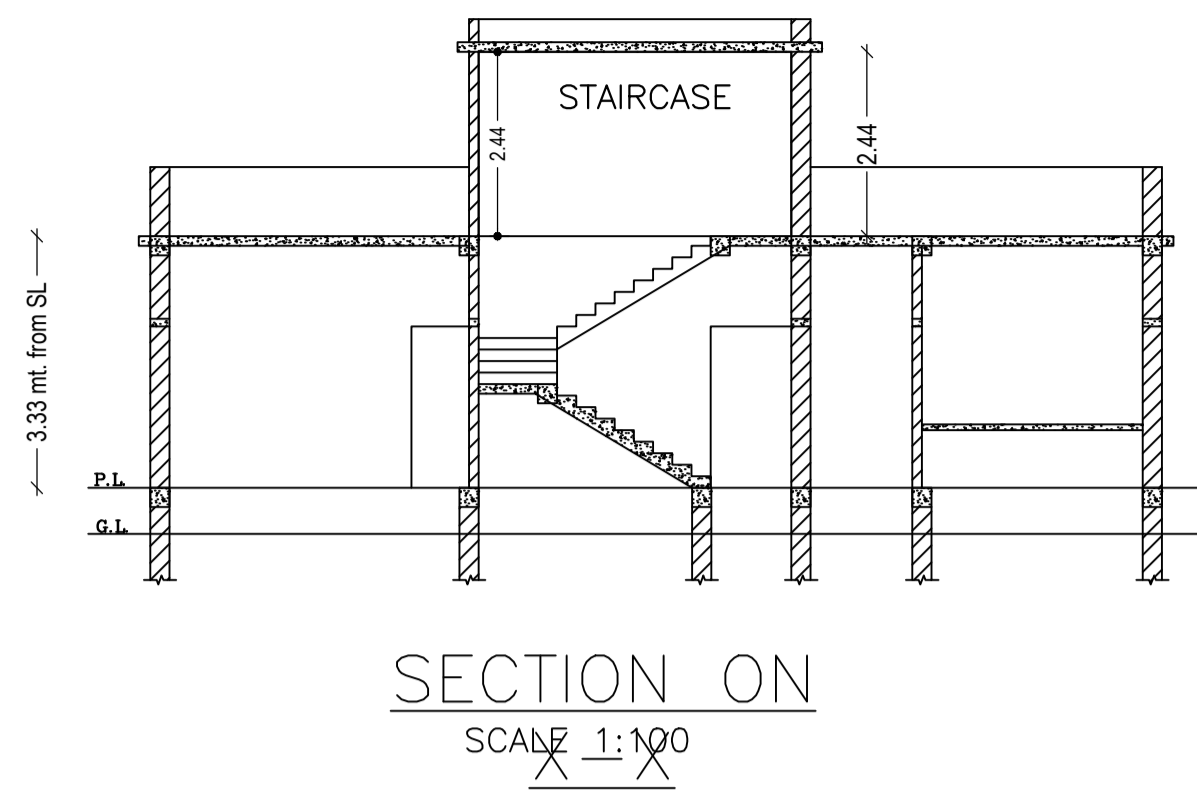 STAIRCASE
2.44
2.44
3.33 mt. from SL
P.L.
G.L.
SECTION ON
SCALE 1:100
X - X